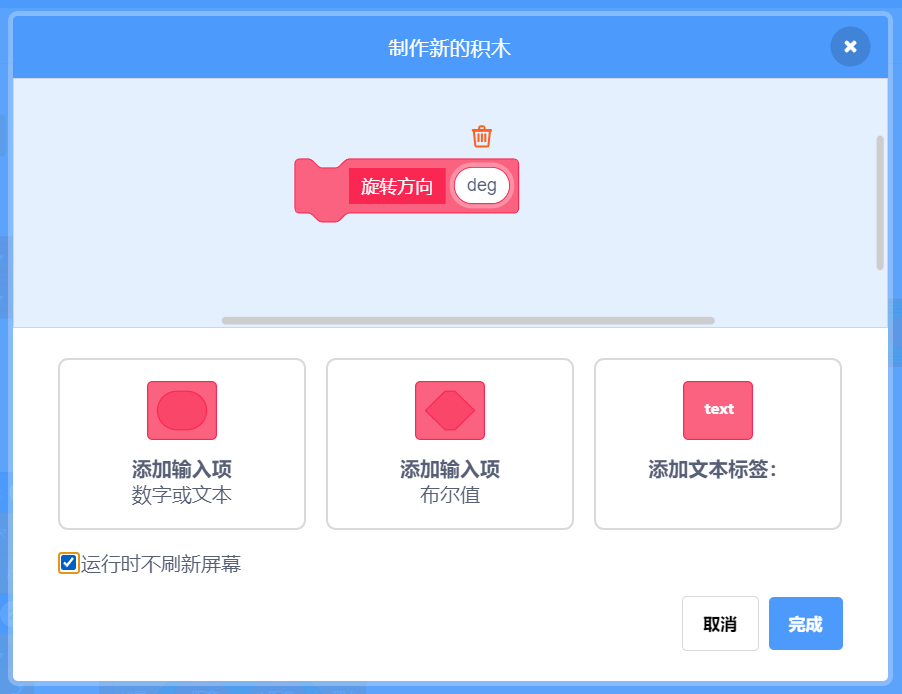 制作新的积木
旋转方向 deg
text
添加输入项
数字或文本
添加输入项
布尔值
添加文本标签：
运行时不刷新屏幕
取消
完成